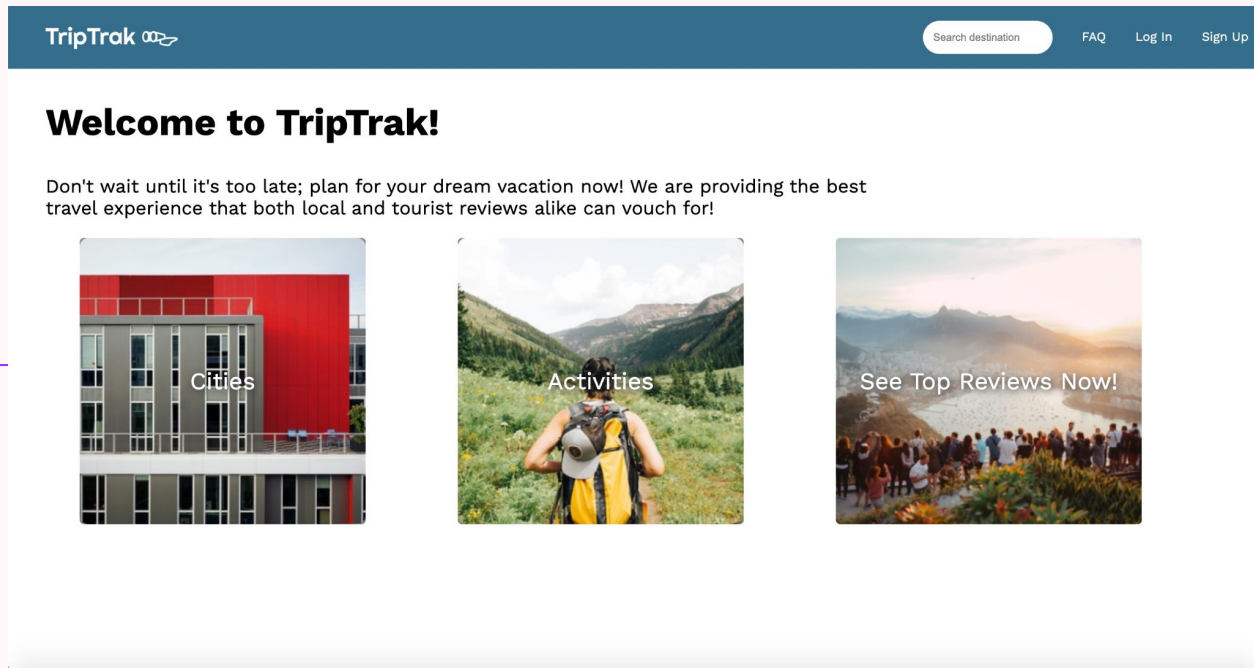 TripTrak
Search destination
FAQ
Log In
Sign Up
Welcome to TripTrak!
Don't wait until it's too late; plan for your dream vacation now! We are providing the best
travel experience that both local and tourist reviews alike can vouch for!
Cities
Activities
See Top Reviews Now!